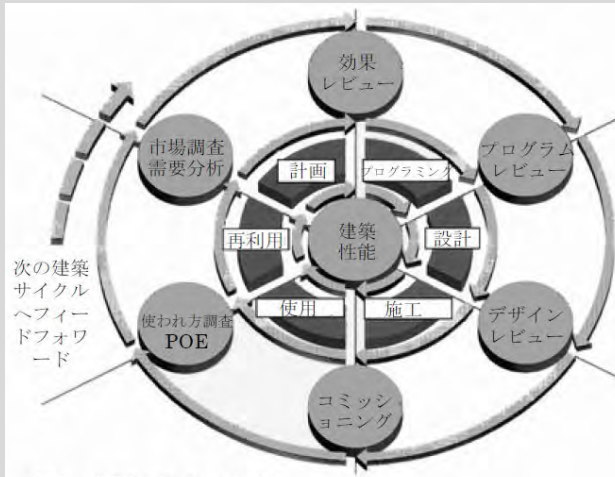 効果
レビュー
市場調査
需要分析
プログラム
レビュー
計画
プログラミング
建築
性能
再利用
設計
使用
施工
次の建築
サイクル
へフィー
ドフォワ
ード
使われ方調査
POE
デザイン
レビュー
コミッシ
ョニング